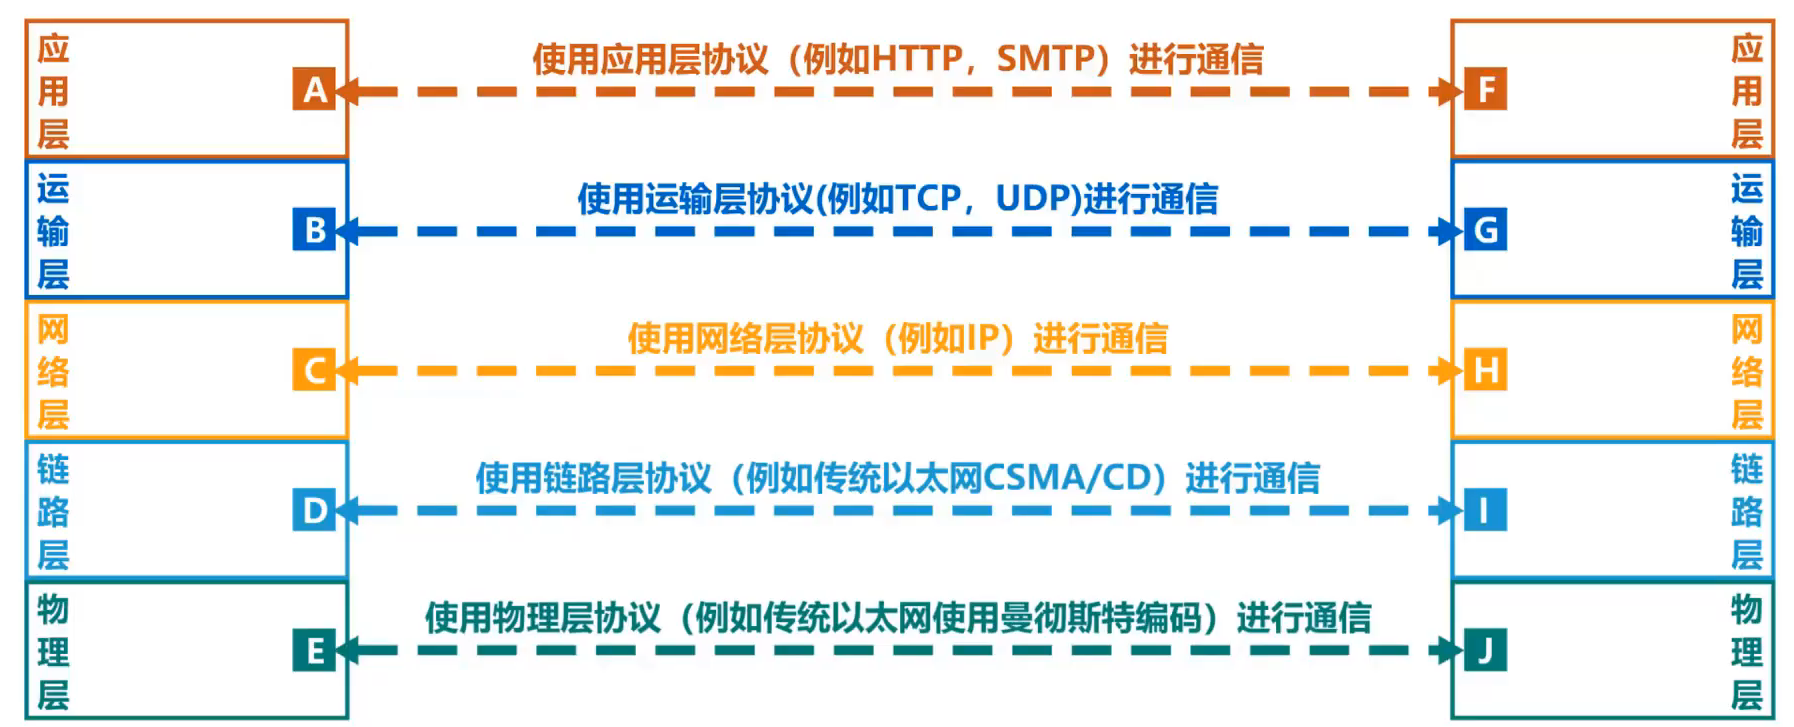 应用层
A
使用应用层协议（例如HTTP，SMTP）进行通信
F
应用层
运输层
B
使用运输层协议(例如TCP，UDP)进行通信
G
运输层
网络层
C
使用网络层协议（例如IP）进行通信
H
网络层
链路层
D
使用链路层协议（例如传统以太网CSMA/CD）进行通信
I
链路层
物理层
E
使用物理层协议（例如传统以太网使用曼彻斯特编码）进行通信
J
物理层